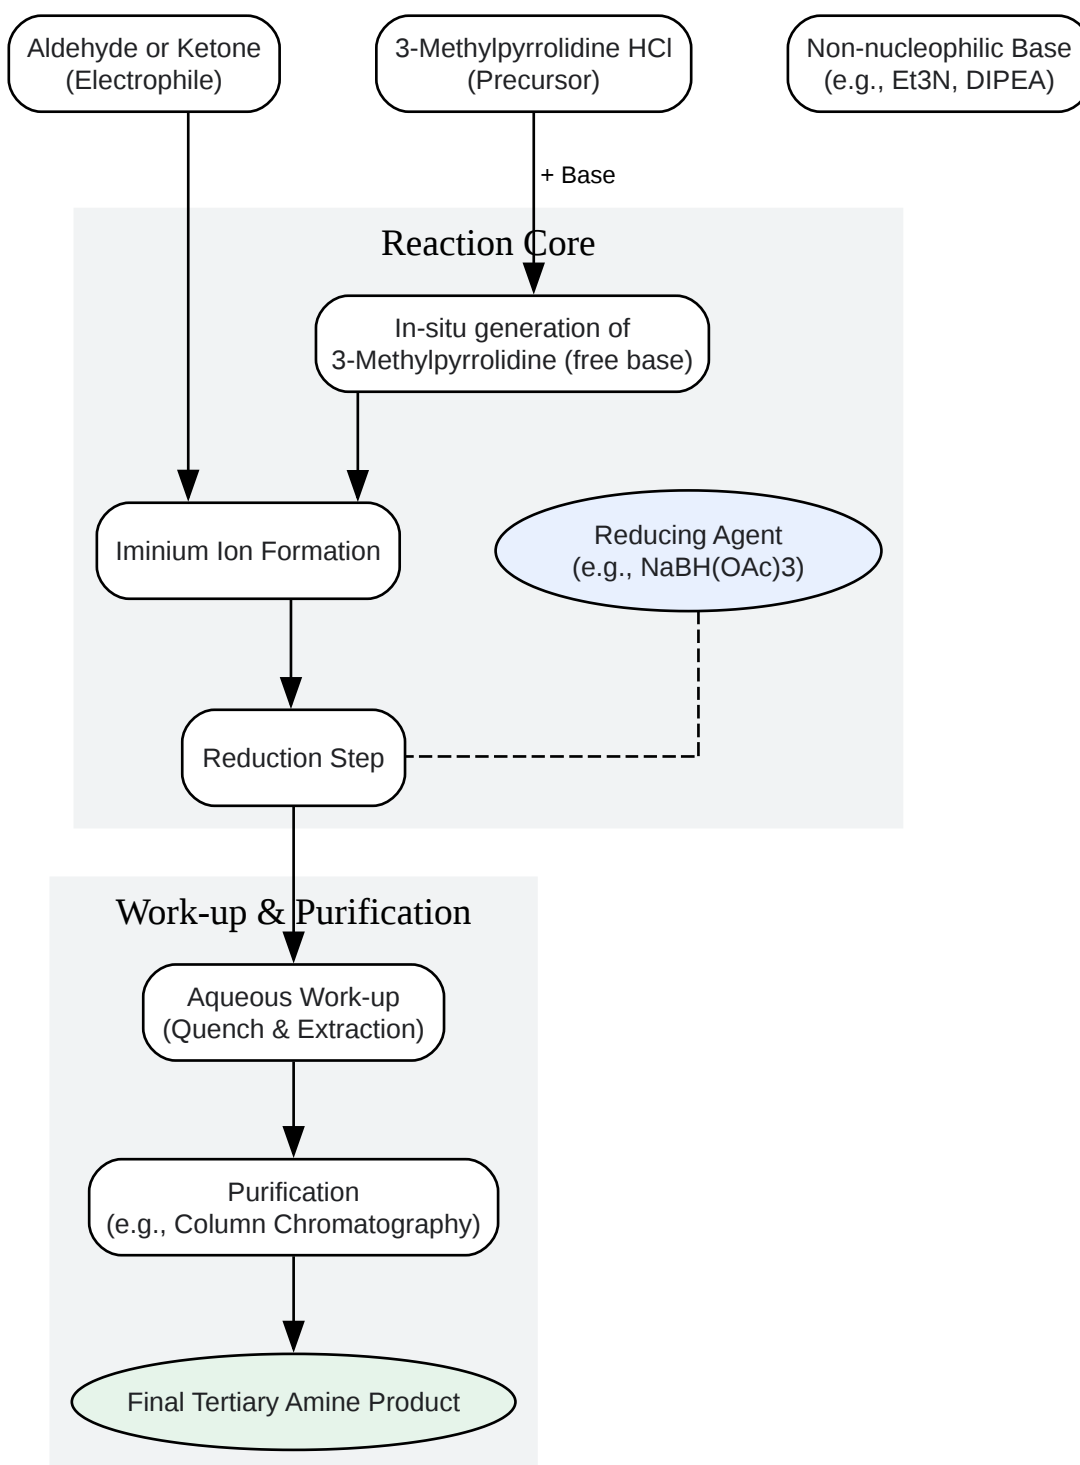 Aldehyde or Ketone
(Electrophile)
3-Methylpyrrolidine HCl
(Precursor)
Non-nucleophilic Base
(e.g., Et3N, DIPEA)
+ Base
Reaction Core
In-situ generation of
3-Methylpyrrolidine (free base)
Iminium Ion Formation
Reducing Agent
(e.g., NaBH(OAc)3)
Reduction Step
Work-up & Purification
Aqueous Work-up
(Quench & Extraction)
Purification
(e.g., Column Chromatography)
Final Tertiary Amine Product